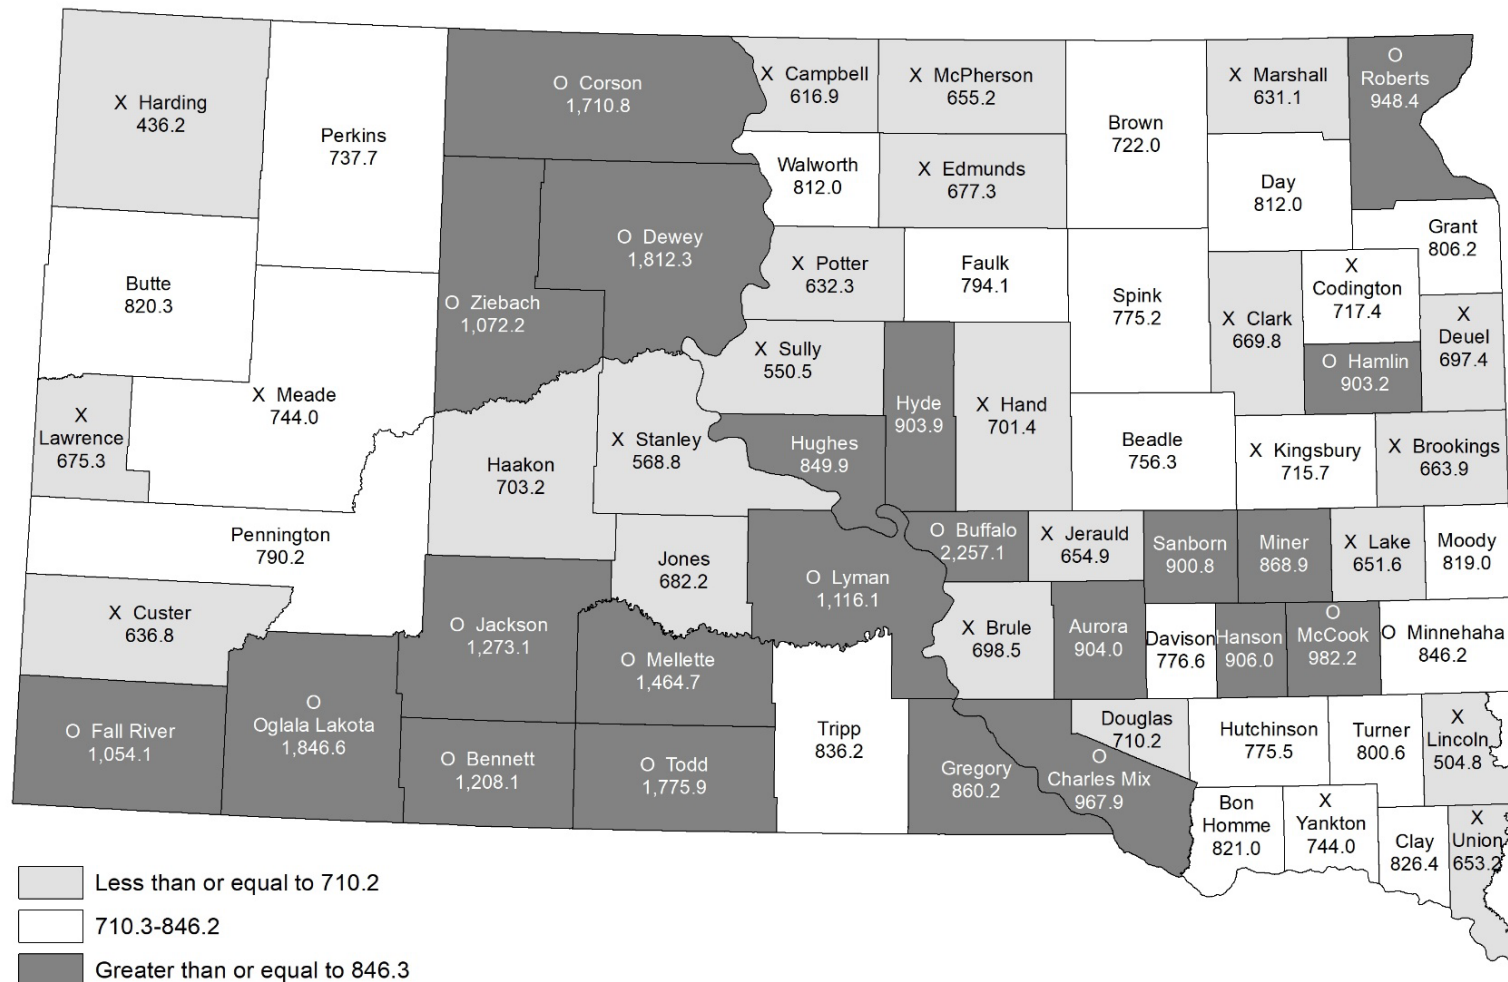 X Harding
436.2
Perkins
737.7
O Corson
1,710.8
X Campbell
616.9
X McPherson
655.2
Brown
722.0
X Marshall
631.1
O
Roberts
948.4
Walworth
812.0
X Edmunds
677.3
Day
812.0
Grant
806.2
Butte
820.3
O Ziebach
1,072.2
O Dewey
1,812.3
X Potter
632.3
Faulk
794.1
Spink
775.2
X Clark
669.8
X
Codington
717.4
X
Deuel
697.4
O Hamlin
903.2
X
Lawrence
675.3
X Meade
744.0
Haakon
703.2
X Stanley
568.8
X Sully
550.5
Hughes
849.9
Hyde
903.9
X Hand
701.4
Beadle
756.3
X Kingsbury
715.7
X Brookings
663.9
Pennington
790.2
Jones
682.2
O Lyman
1,116.1
O Buffalo
2,257.1
X Jerauld
654.9
Sanborn
900.8
Miner
868.9
X Lake
651.6
Moody
819.0
X Custer
636.8
O Jackson
1,273.1
O Mellette
1,464.7
X Brule
698.5
Aurora
904.0
Davison
776.6
Hanson
906.0
O
McCook
982.2
O Minnehaha
846.2
O Fall River
1,054.1
O
Oglala Lakota
1,846.6
O Bennett
1,208.1
O Todd
1,775.9
Tripp
836.2
Gregory
860.2
Douglas
710.2
O
Charles Mix
967.9
Hutchinson
775.5
Turner
800.6
X
Lincoln
504.8
Bon
Homme
821.0
X
Yankton
744.0
Clay
826.4
X
Union
653.2
Less than or equal to 710.2
710.3-846.2
Greater than or equal to 846.3